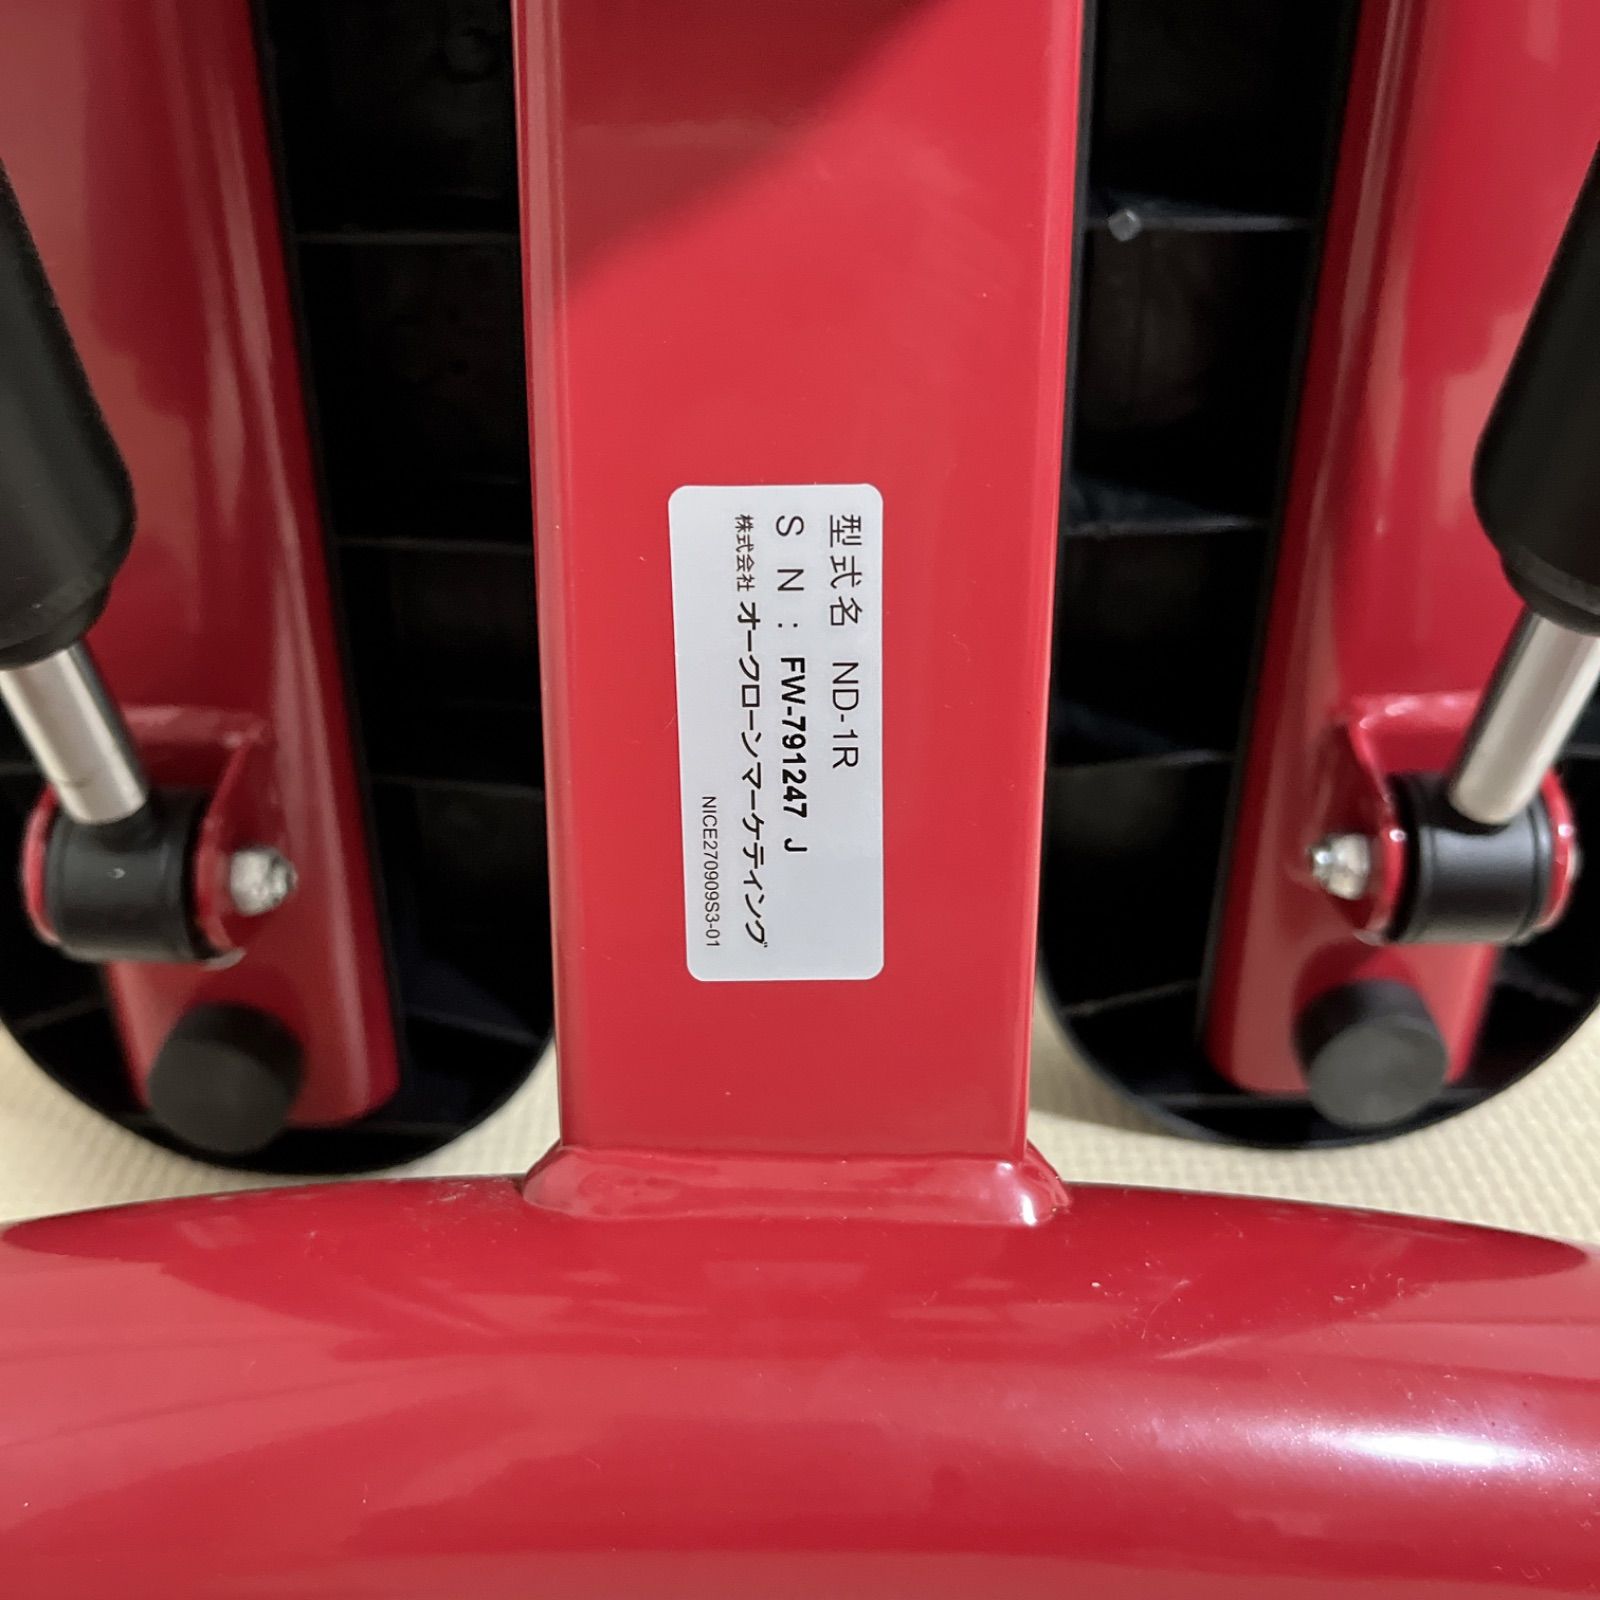 型式名 ND-1R
S N : FW-791247 J
株式会社 オークローンマーケティング
NICE270909S3-01